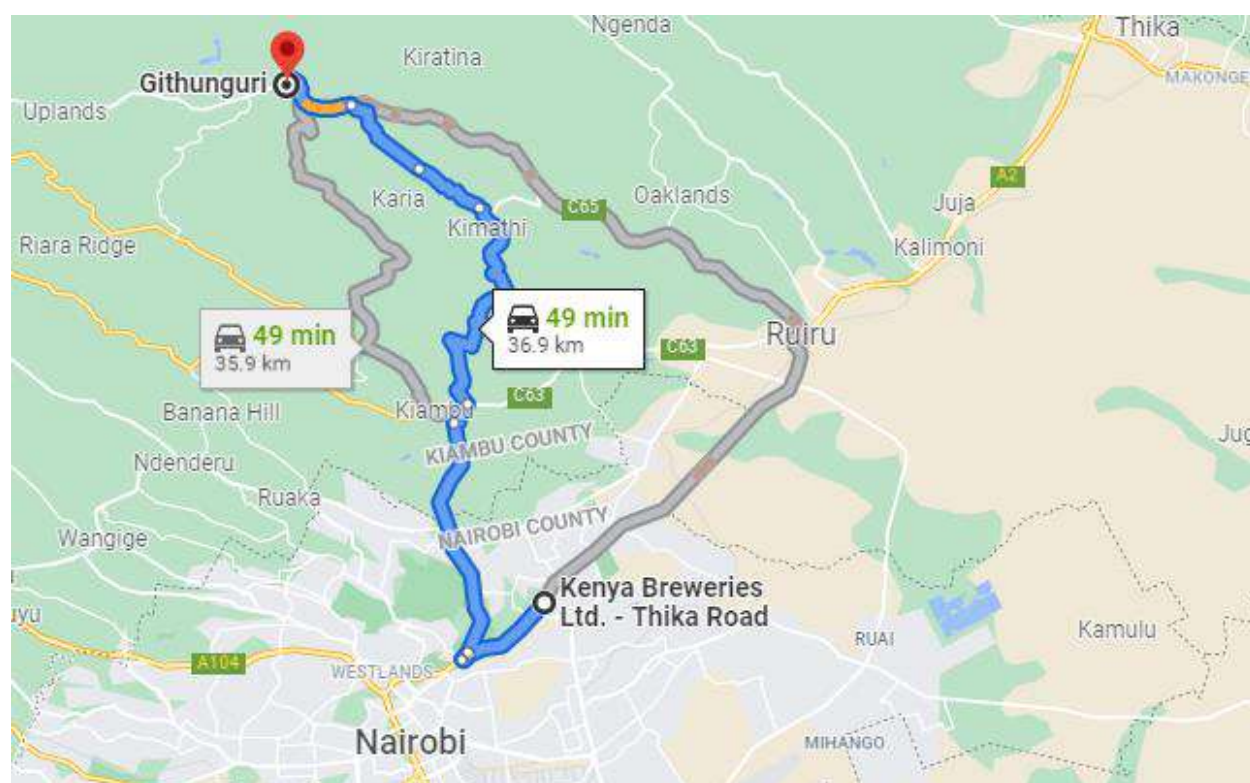 Ngenda
Thika
Kiratina
MAKONGE
Githunguri
Uplands
A2
Karia
Oaklands
Juja
C65
Kimathi
Kalimoni
Riara Ridge
49 min
36.9 km
49 min
35.9 km
Ruiru
C63
C63
Banana Hill
Kiambu
KIAMBU COUNTY
Jug
Ndenderu
Ruaka
NAIROBI COUNTY
Wangige
Kenya Breweries
Ltd. - Thika Road
uyu
RUAI
Kamulu
A104
WESTLANDS
Nairobi
MIHANGO